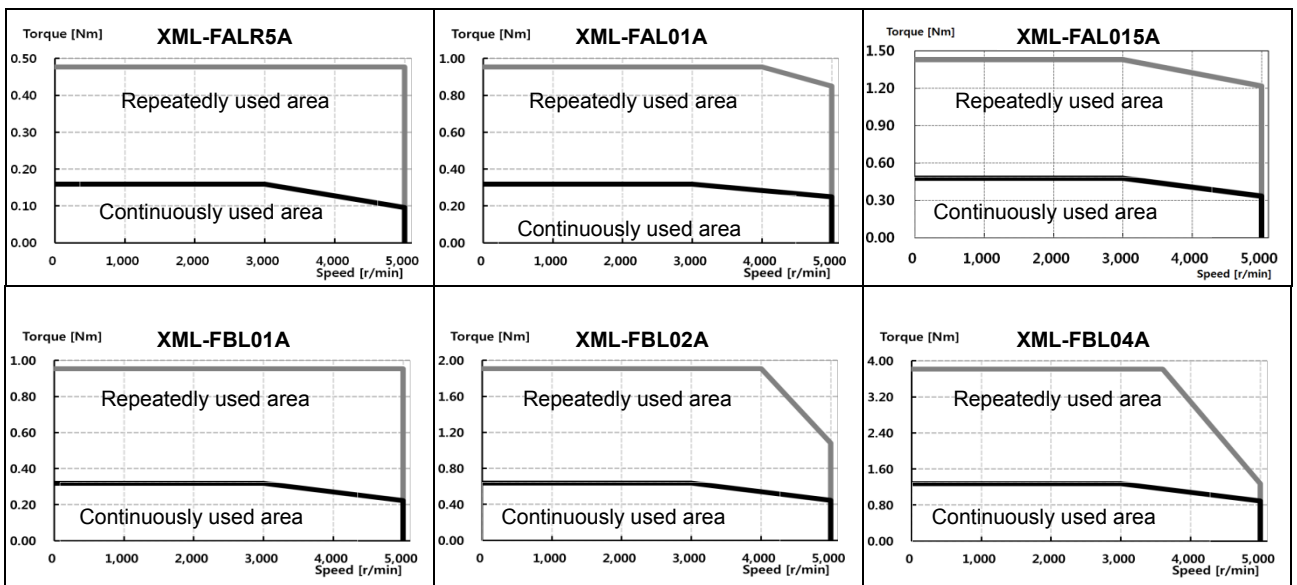 Torque [Nm] XML-FALR5A
0.50
0.40
Repeatedly used area
0.30
0.20
0.10
Continuously used area
0.00
0 1,000 2,000 3,000 4,000 5,000
Speed [r/min]
Torque [Nm] XML-FAL01A
1.00
0.80
Repeatedly used area
0.60
0.40
0.20
Continuously used area
0.00
0 1,000 2,000 3,000 4,000 5,000
Speed [r/min]
Torque [Nm] XML-FAL015A
1.50
1.20
Repeatedly used area
0.90
0.60
0.30
Continuously used area
0.00
0 1,000 2,000 3,000 4,000 5,000
Speed [r/min]
Torque [Nm] XML-FBL01A
1.00
0.80
Repeatedly used area
0.60
0.40
0.20
Continuously used area
0.00
0 1,000 2,000 3,000 4,000 5,000
Speed [r/min]
Torque [Nm] XML-FBL02A
2.00
1.60
Repeatedly used area
1.20
0.80
0.40
Continuously used area
0.00
0 1,000 2,000 3,000 4,000 5,000
Speed [r/min]
Torque [Nm] XML-FBL04A
4.00
3.20
Repeatedly used area
2.40
1.60
0.80
Continuously used area
0.00
0 1,000 2,000 3,000 4,000 5,000
Speed [r/min]